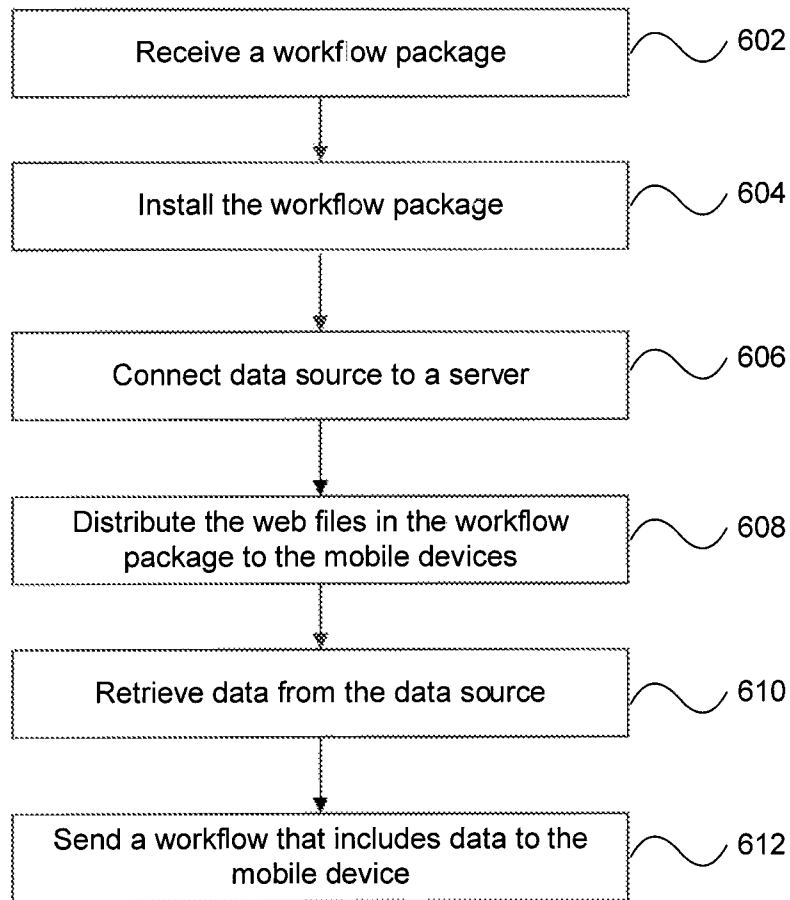 Receive a workflow package
602
Install the workflow package
604
Connect data source to a server
606
Distribute the web files in the workflow
package to the mobile devices
608
Retrieve data from the data source
610
Send a workflow that includes data to the
mobile device
612